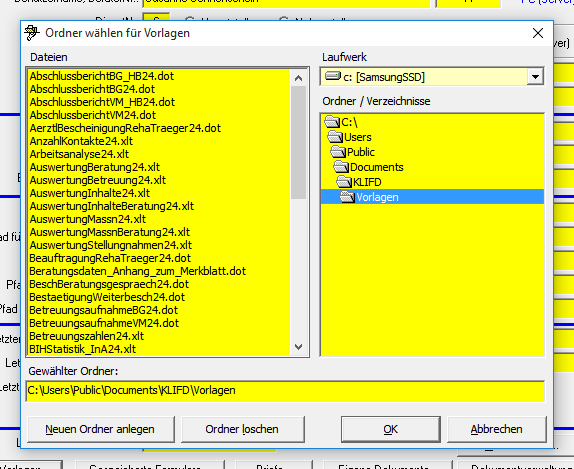 Ordner wählen für Vorlagen
Dateien
Laufwerk
AbschlussberichtBG_HB24.dot
AbschlussberichtBG24.dot
AbschlussberichtVM_HB24.dot
AbschlussberichtVM24.dot
AerztlBescheinigungRehaTraeger24.dot
AnzahlKontakte24.xlt
Arbeitsanalyse24.xlt
AuswertungBeratung24.xlt
AuswertungBetreuung24.xlt
AuswertungInhalte24.xlt
AuswertungInhalteBeratung24.xlt
AuswertungMassn24.xlt
AuswertungMassnBeratung24.xlt
AuswertungStellungnahmen24.xlt
BeauftragungRehaTraeger24.dot
Beratungsdaten_Anhang_zum_Merkblatt.dot
BeschBeratungsgespraech24.dot
BestaetigungWeiterbesch24.dot
BetreuungsaufnahmeBG24.dot
BetreuungsaufnahmeVM24.dot
Betreuungszahlen24.xlt
BIHStatistik_InA24.xlt
c: [SamsungSSD]
Ordner / Verzeichnisse
C:\
Users
Public
Documents
KLIFD
Vorlagen
Gewählter Ordner:
C:\Users\Public\Documents\KLIFD\Vorlagen
Neuen Ordner anlegen
Ordner löschen
OK
Abbrechen